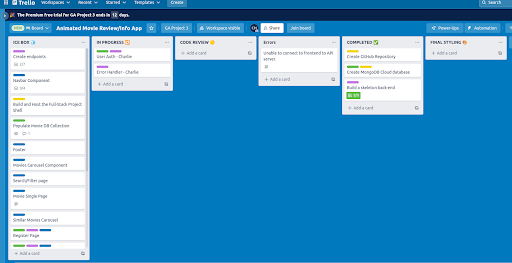 Trello
Workspaces
Recent
Starred
Templates
Create
Search
The Premium free trial for GA Project 3 ends in 12 days.
Board
Animated Movie Review/Info App
GA Project 3
Workspace Visible
Share
Join board
Power-Ups
Automation
ICE BOX
Create endpoints
Navbar Component
Build and Host the Full-Stack Project Shell
Populate Movie DB Collection
Footer
Movies Carousel Component
Search/Filter page
Movie Single Page
Similar Movies Carousel
Register Page
+ Add a card
IN PROGRESS
User Auth - Charlie
Error Handler - Charlie
+ Add a card
CODE REVIEW
+ Add a card
Errors
Unable to connect to frontend to API
server.
+ Add a card
COMPLETED
Create GitHub Repository
Create MongoDB Cloud database
Build a skeleton back end
+ Add a card
FINAL STYLING
+ Add a card